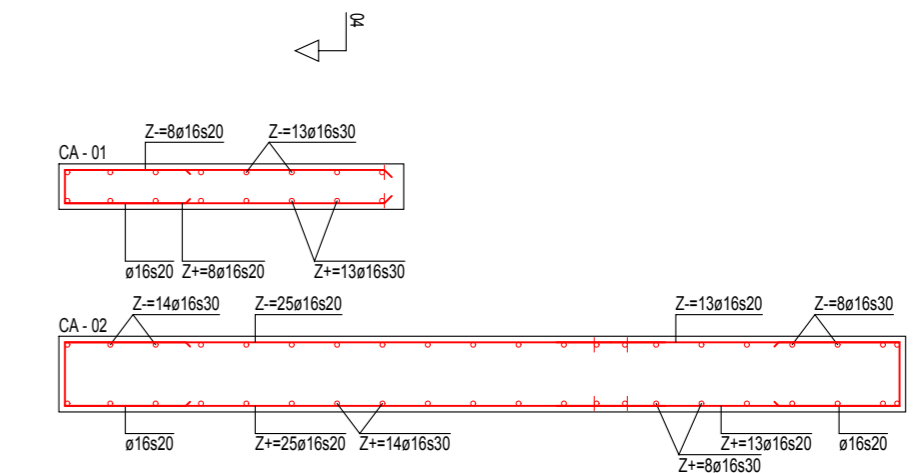 04
Z-=8ø16s20
Z-=13ø16s30
CA - 01
ø16s20
Z+=8ø16s20
Z+=13ø16s30
Z-=14ø16s30
Z-=25ø16s20
Z-=13ø16s20
Z-=8ø16s30
CA - 02
ø16s20
Z+=25ø16s20
Z+=14ø16s30
Z+=13ø16s20
ø16s20
Z+=8ø16s30